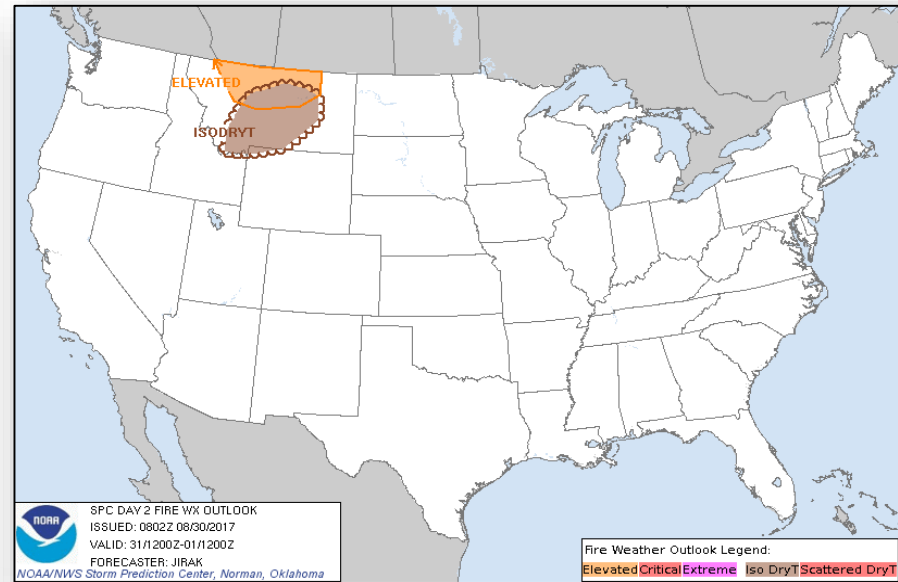 ELEVATED
ISODRYT
NOAA
SPC DAY 2 FIRE WX OUTLOOK
ISSUED: 0802Z 08/30/2017
VALID: 31/1200Z-01/1200Z
FORECASTER: JIRAK
NOAA/NWS Storm Prediction Center, Norman, Oklahoma
Fire Weather Outlook Legend:
Elevated Critical Extreme Iso DryT Scattered DryT